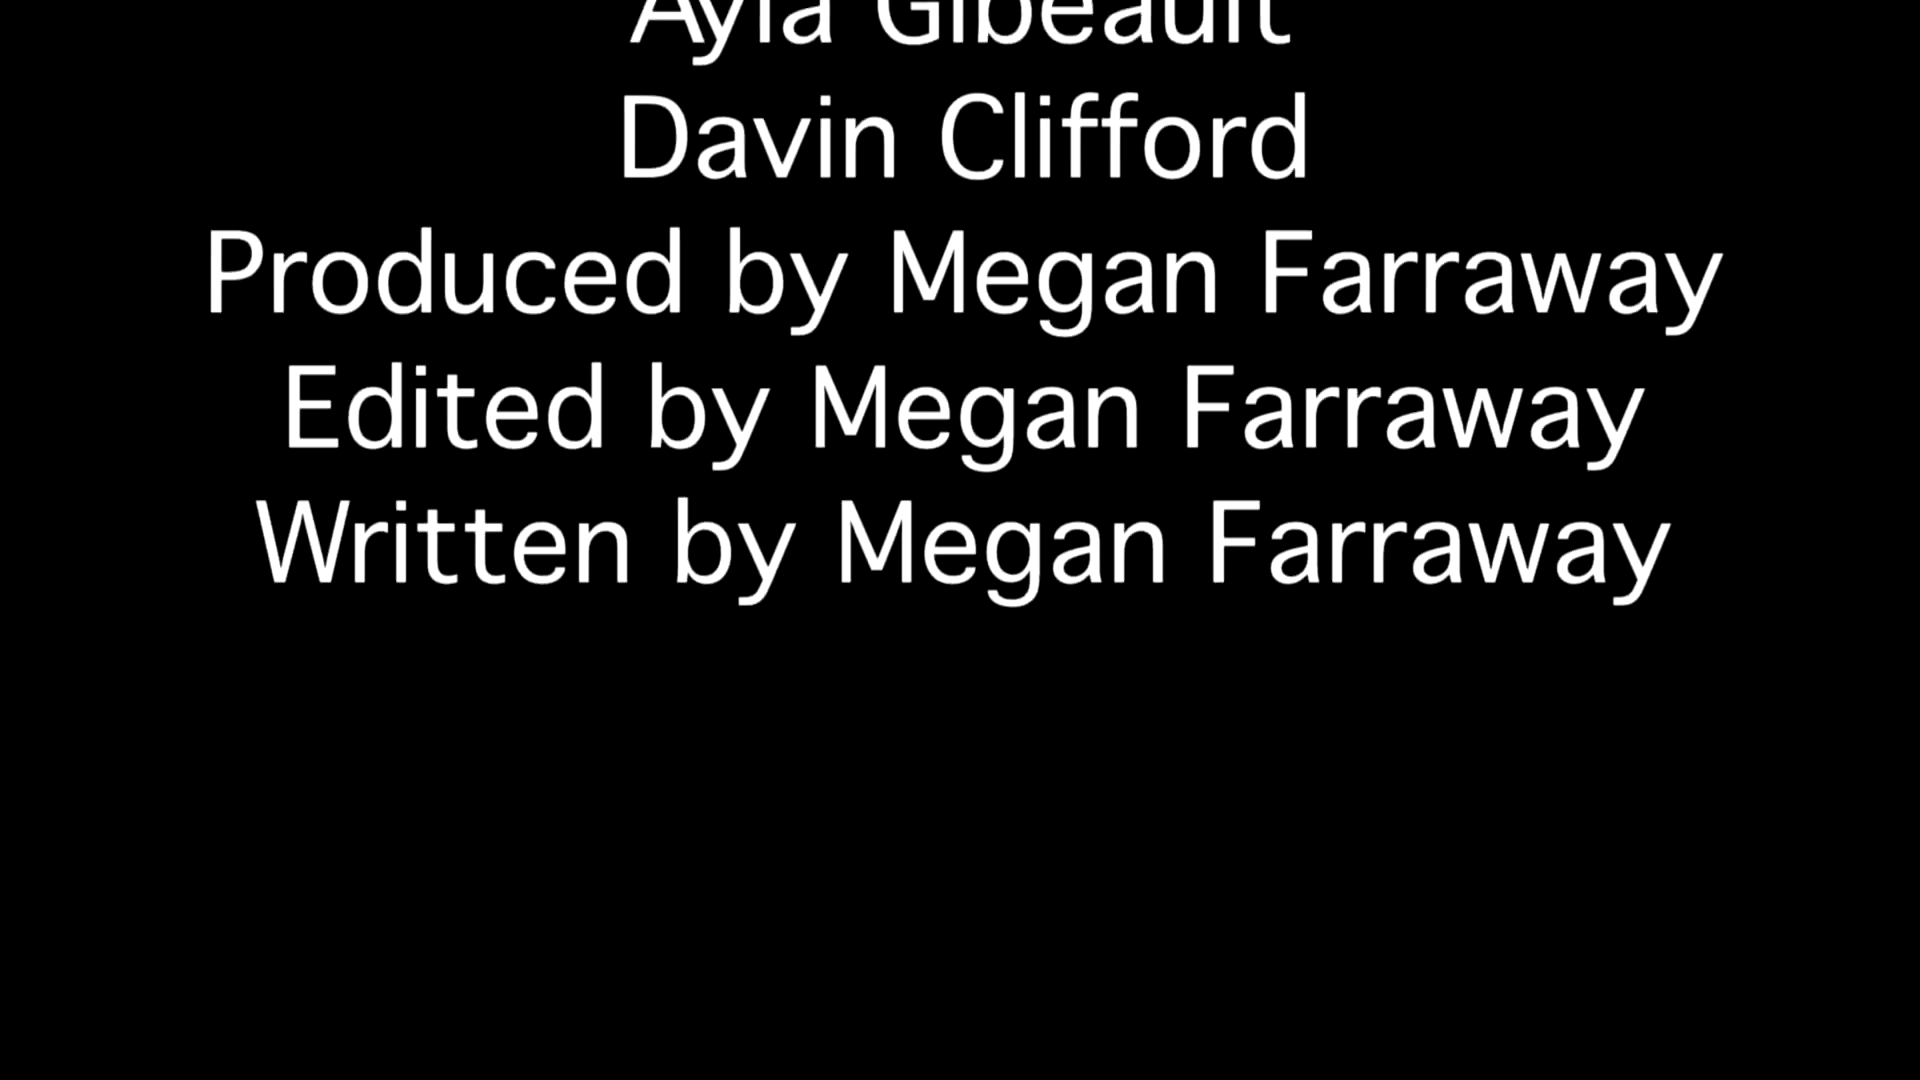 Ayla Gibeault
Davin Clifford
Produced by Megan Farraway
Edited by Megan Farraway
Written by Megan Farraway